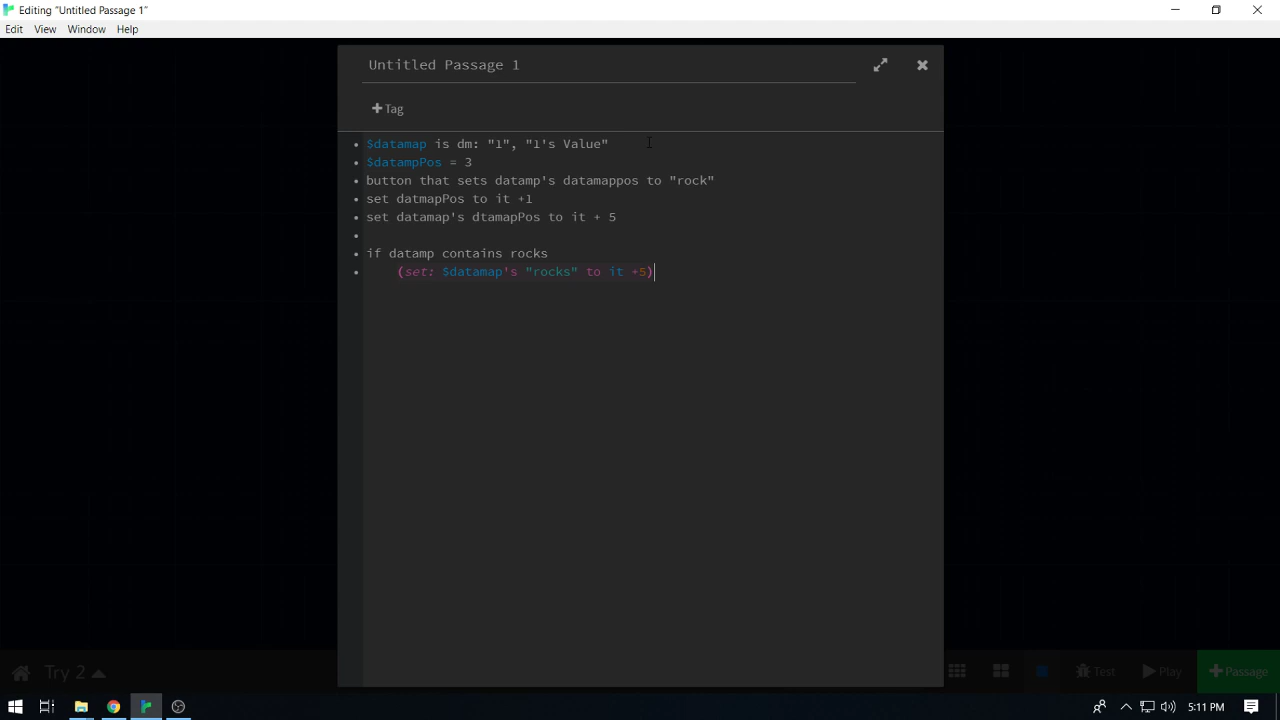 Editing "Untitled Passage 1"
Edit View Window Help
Untitled Passage 1
+Tag
$datamap is dm: "1", "1's Value"
$datampPos = 3
button that sets datamp's datamappos to "rock"
set datmapPos to it +1
set datamap's dtamapPos to it + 5
if datamp contains rocks
(set: $datamap's "rocks" to it +5)
Try 2
Test
Play
+Passage
5:11 PM